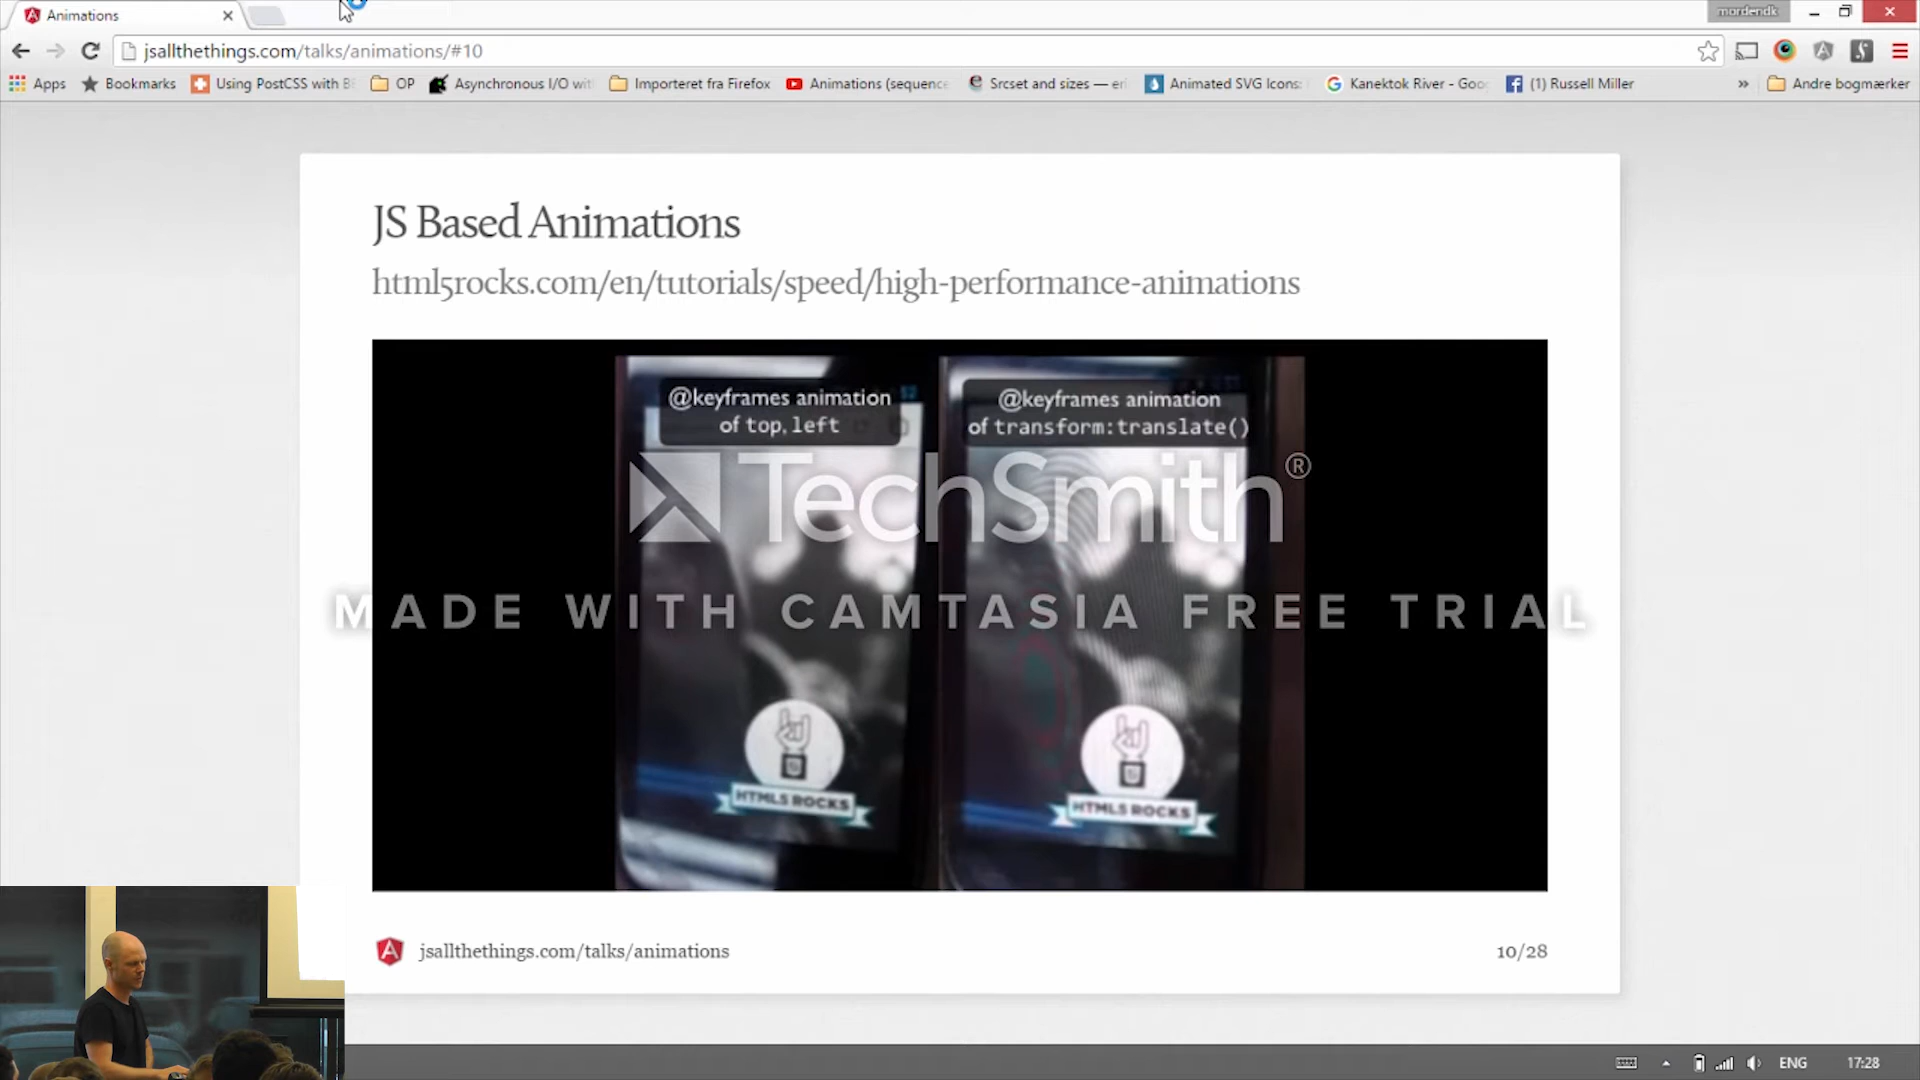 Animations
mordendk
jsallthethings.com/talks/animations/#10
Apps
Bookmarks
Using PostCSS with B
OP
Asynchronous I/O wit
Importeret fra Firefox
Animations (sequence
Srcset and sizes — eri
Animated SVG Icons:
Kanektok River - Goo
(1) Russell Miller
»
Andre bogmærker
JS Based Animations
html5rocks.com/en/tutorials/speed/high-performance-animations
@keyframes animation
of top, left
@keyframes animation
of transform:translate()
TechSmith®
MADE WITH CAMTASIA FREE TRIAL
HTML5 ROCKS
HTML5 ROCKS
jsallthethings.com/talks/animations
10/28
ENG
17:28